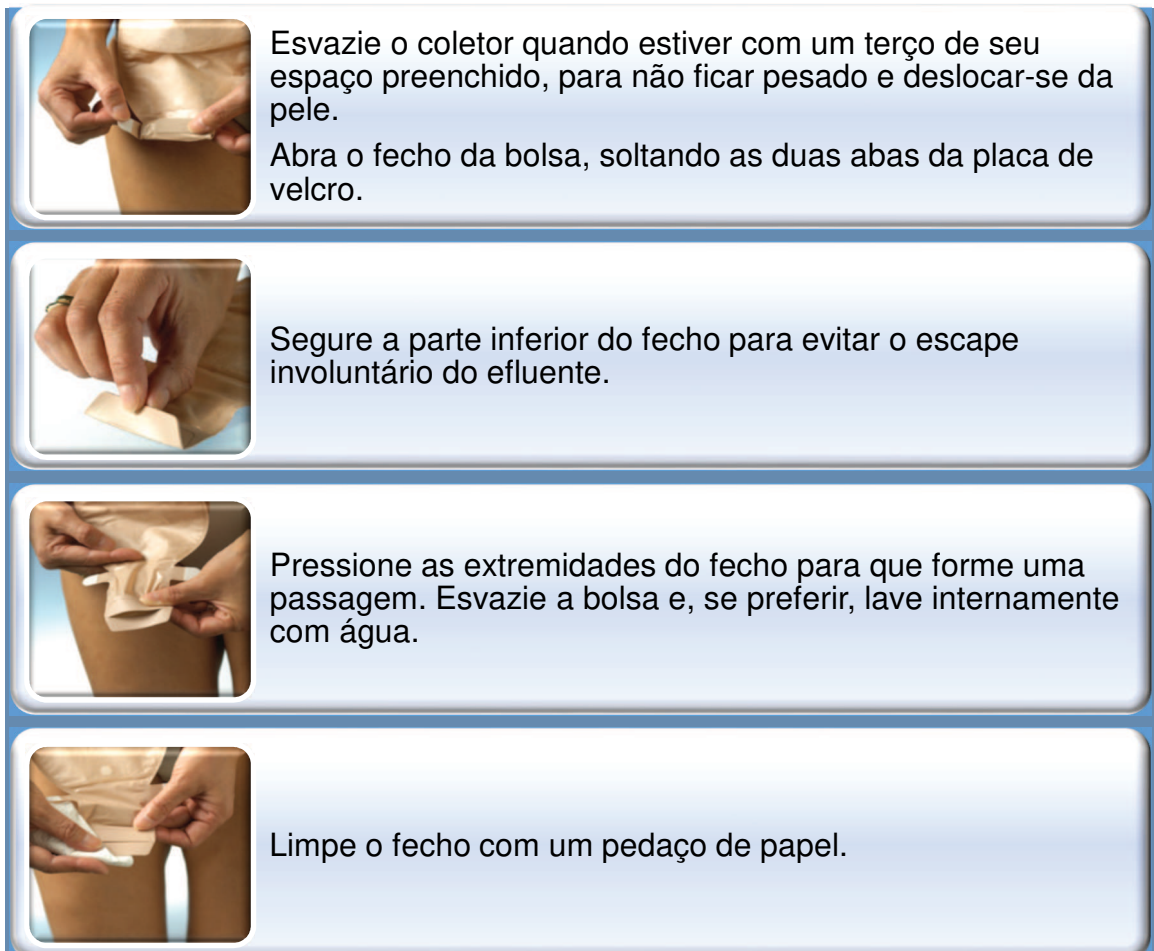 Esvazie o coletor quando estiver com um terço de seu
espaço preenchido, para não ficar pesado e deslocar-se da
pele.
Abra o fecho da bolsa, soltando as duas abas da placa de
velcro.
Segure a parte inferior do fecho para evitar o escape
involuntário do efluente.
Pressione as extremidades do fecho para que forme uma
passagem. Esvazie a bolsa e, se preferir, lave internamente
com água.
Limpe o fecho com um pedaço de papel.